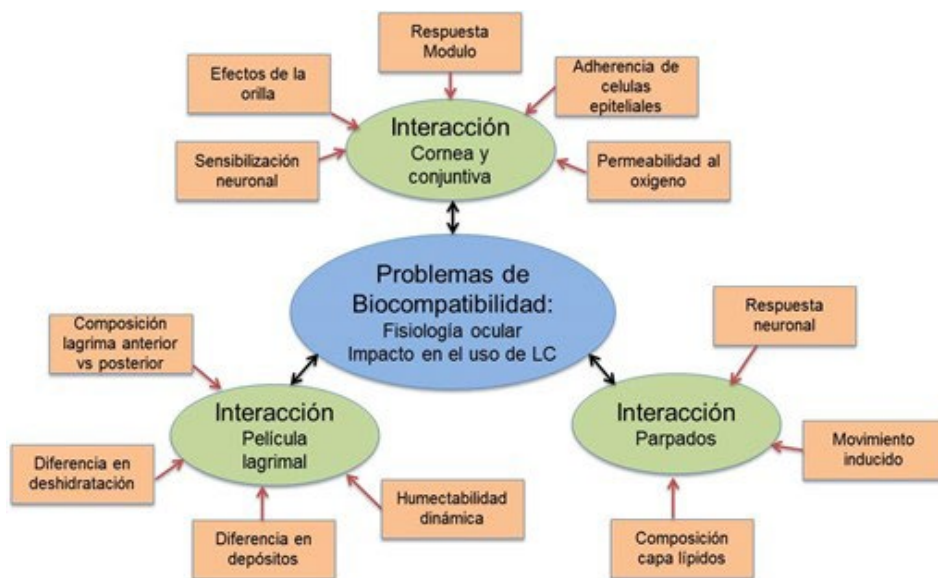 Respuesta
Modulo
Efectos de la
orilla
Adherencia de
celulas
epiteliales
Interacción
Cornea y
conjuntiva
Sensibilización
neuronal
Permeabilidad al
oxigeno
Problemas de
Biocompatibilidad:
Fisiología ocular
Impacto en el uso de LC
Respuesta
neuronal
Composición
lagrima anterior
vs posterior
Interacción
Película
lagrimal
Interacción
Parpados
Diferencia en
deshidratación
Movimiento
inducido
Humectabilidad
dinámica
Diferencia en
depósitos
Composición
capa lípidos